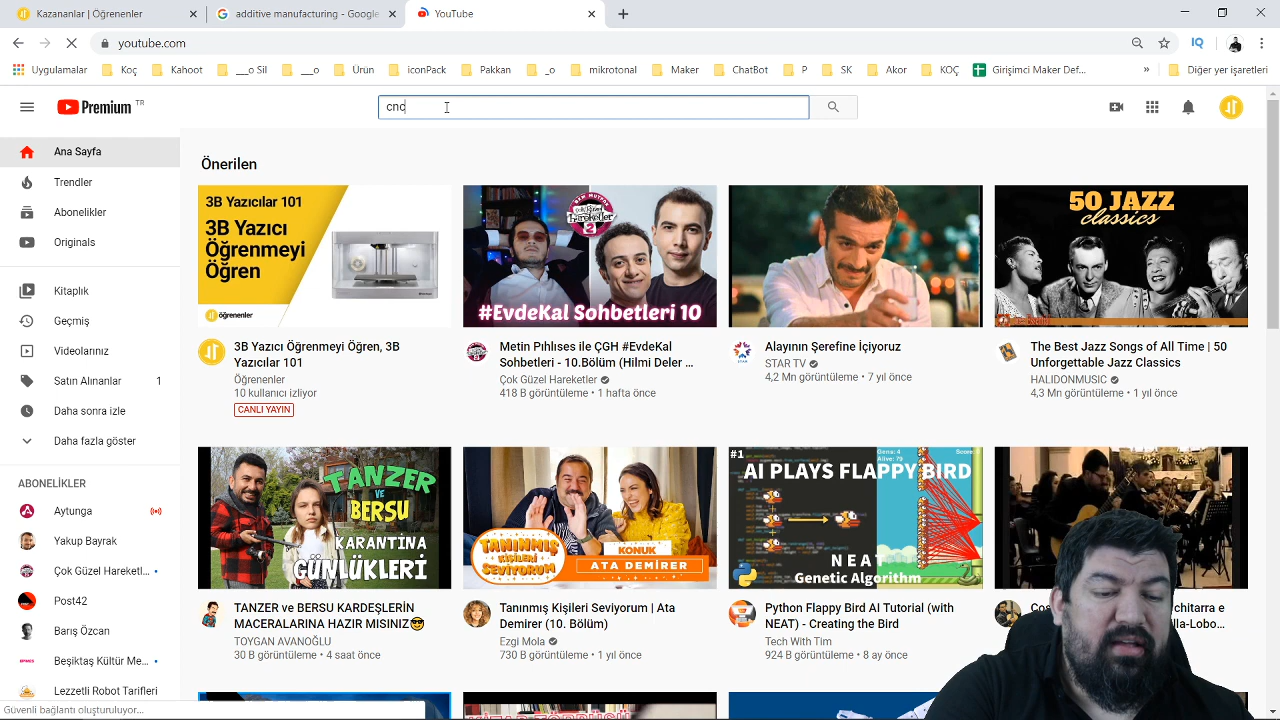 Kazananlar | Öğrenenler
additive manufacturing - Google
YouTube
youtube.com
Uygulamalar
Koç
Kahoot
___o Sil
___o
Ürün
iconPack
Pakkan
_o
mikrotonal
Maker
ChatBot
P
SK
Akor
KOÇ
Girişimci Maker Def...
»
Diğer yer işaretleri
Premium TR
cnc
Ana Sayfa
Trendler
Abonelikler
Originals
Kitaplık
Geçmiş
Videolarınız
Satın Alınanlar 1
Daha sonra izle
Daha fazla göster
ABONELİKLER
Aytunga
Alp Bayrak
Çok Güzel Hareketl...
Post42
Barış Özcan
Beşiktaş Kültür Me...
Lezzetli Robot Tarifleri
Güvenli bağlantı oluşturuluyor...
Önerilen
3B Yazıcılar 101
3B Yazıcı
Öğrenmeyi
Öğren
öğrenenler
3B Yazıcı Öğrenmeyi Öğren, 3B
Yazıcılar 101
Öğrenenler
10 kullanıcı izliyor
CANLI YAYIN
Çok Güzel
Hareketler
2
#EvdeKal Sohbetleri 10
Metin Pıhlıses ile ÇGH #EvdeKal
Sohbetleri - 10.Bölüm (Hilmi Deler ...
Çok Güzel Hareketler
418 B görüntüleme • 1 hafta önce
Alayının Şerefine İçiyoruz
STAR TV
4,2 Mn görüntüleme • 7 yıl önce
50 JAZZ
classics
The Best Jazz Songs of All Time | 50
Unforgettable Jazz Classics
HALIDONMUSIC
4,3 Mn görüntüleme • 1 yıl önce
TANZER
VE
BERSU
KARANTİNA
GÜNLÜKLERİ
TANZER ve BERSU KARDEŞLERİN
MACERALARINA HAZIR MISINIZ😎
TOYGAN AVANOĞLU
30 B görüntüleme • 4 saat önce
TANINMIŞ
KİŞİLERİ
SEVİYORUM
KONUK
ATA DEMİRER
Tanınmış Kişileri Seviyorum | Ata
Demirer (10. Bölüm)
Ezgi Mola
730 B görüntüleme • 1 yıl önce
#1
Gens: 4
Alive: 79
Score:
AI PLAYS FLAPPY BIRD
NEAT
Genetic Algorithm
Python Flappy Bird AI Tutorial (with
NEAT) - Creating the Bird
Tech With Tim
924 B görüntüleme • 8 ay önce